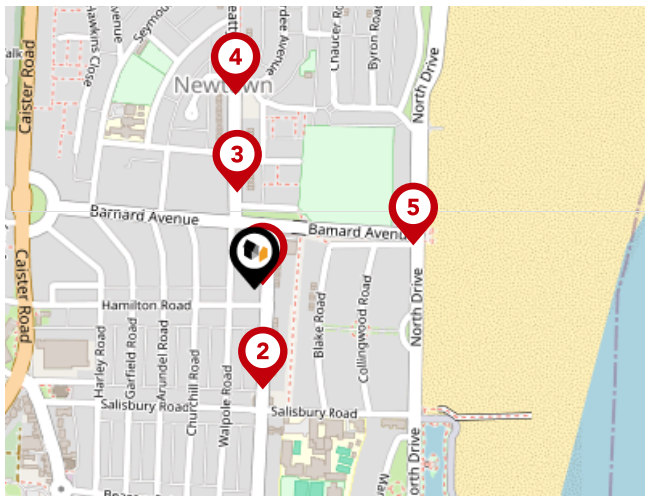 Hawkins Close
Seymour
Chaucer Road
Byron Road
North Drive
Caister Road
4
Newtown
3
5
Barnard Avenue
Barnard Avenue
Caister Road
North Drive
Hamilton Road
Blake Road
Collingwood Road
2
Harley Road
Garfield Road
Arundel Road
Churchill Road
Walpole Road
Salisbury Road
Salisbury Road
North Drive